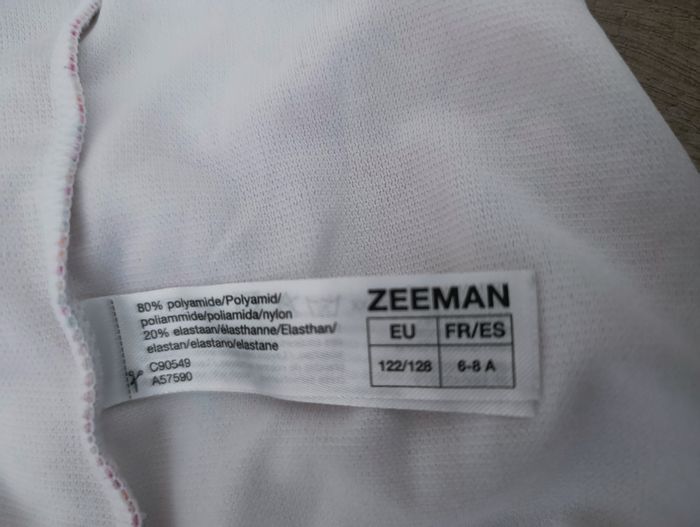 80% polyamide/Polyamid/
poliammide/poliamida/nylon
20% elastaan/élasthanne/Elasthan/
elastan/elastano/elastane
C90549
A57590
ZEEMAN
EU FR/ES
122/128 6-8 A